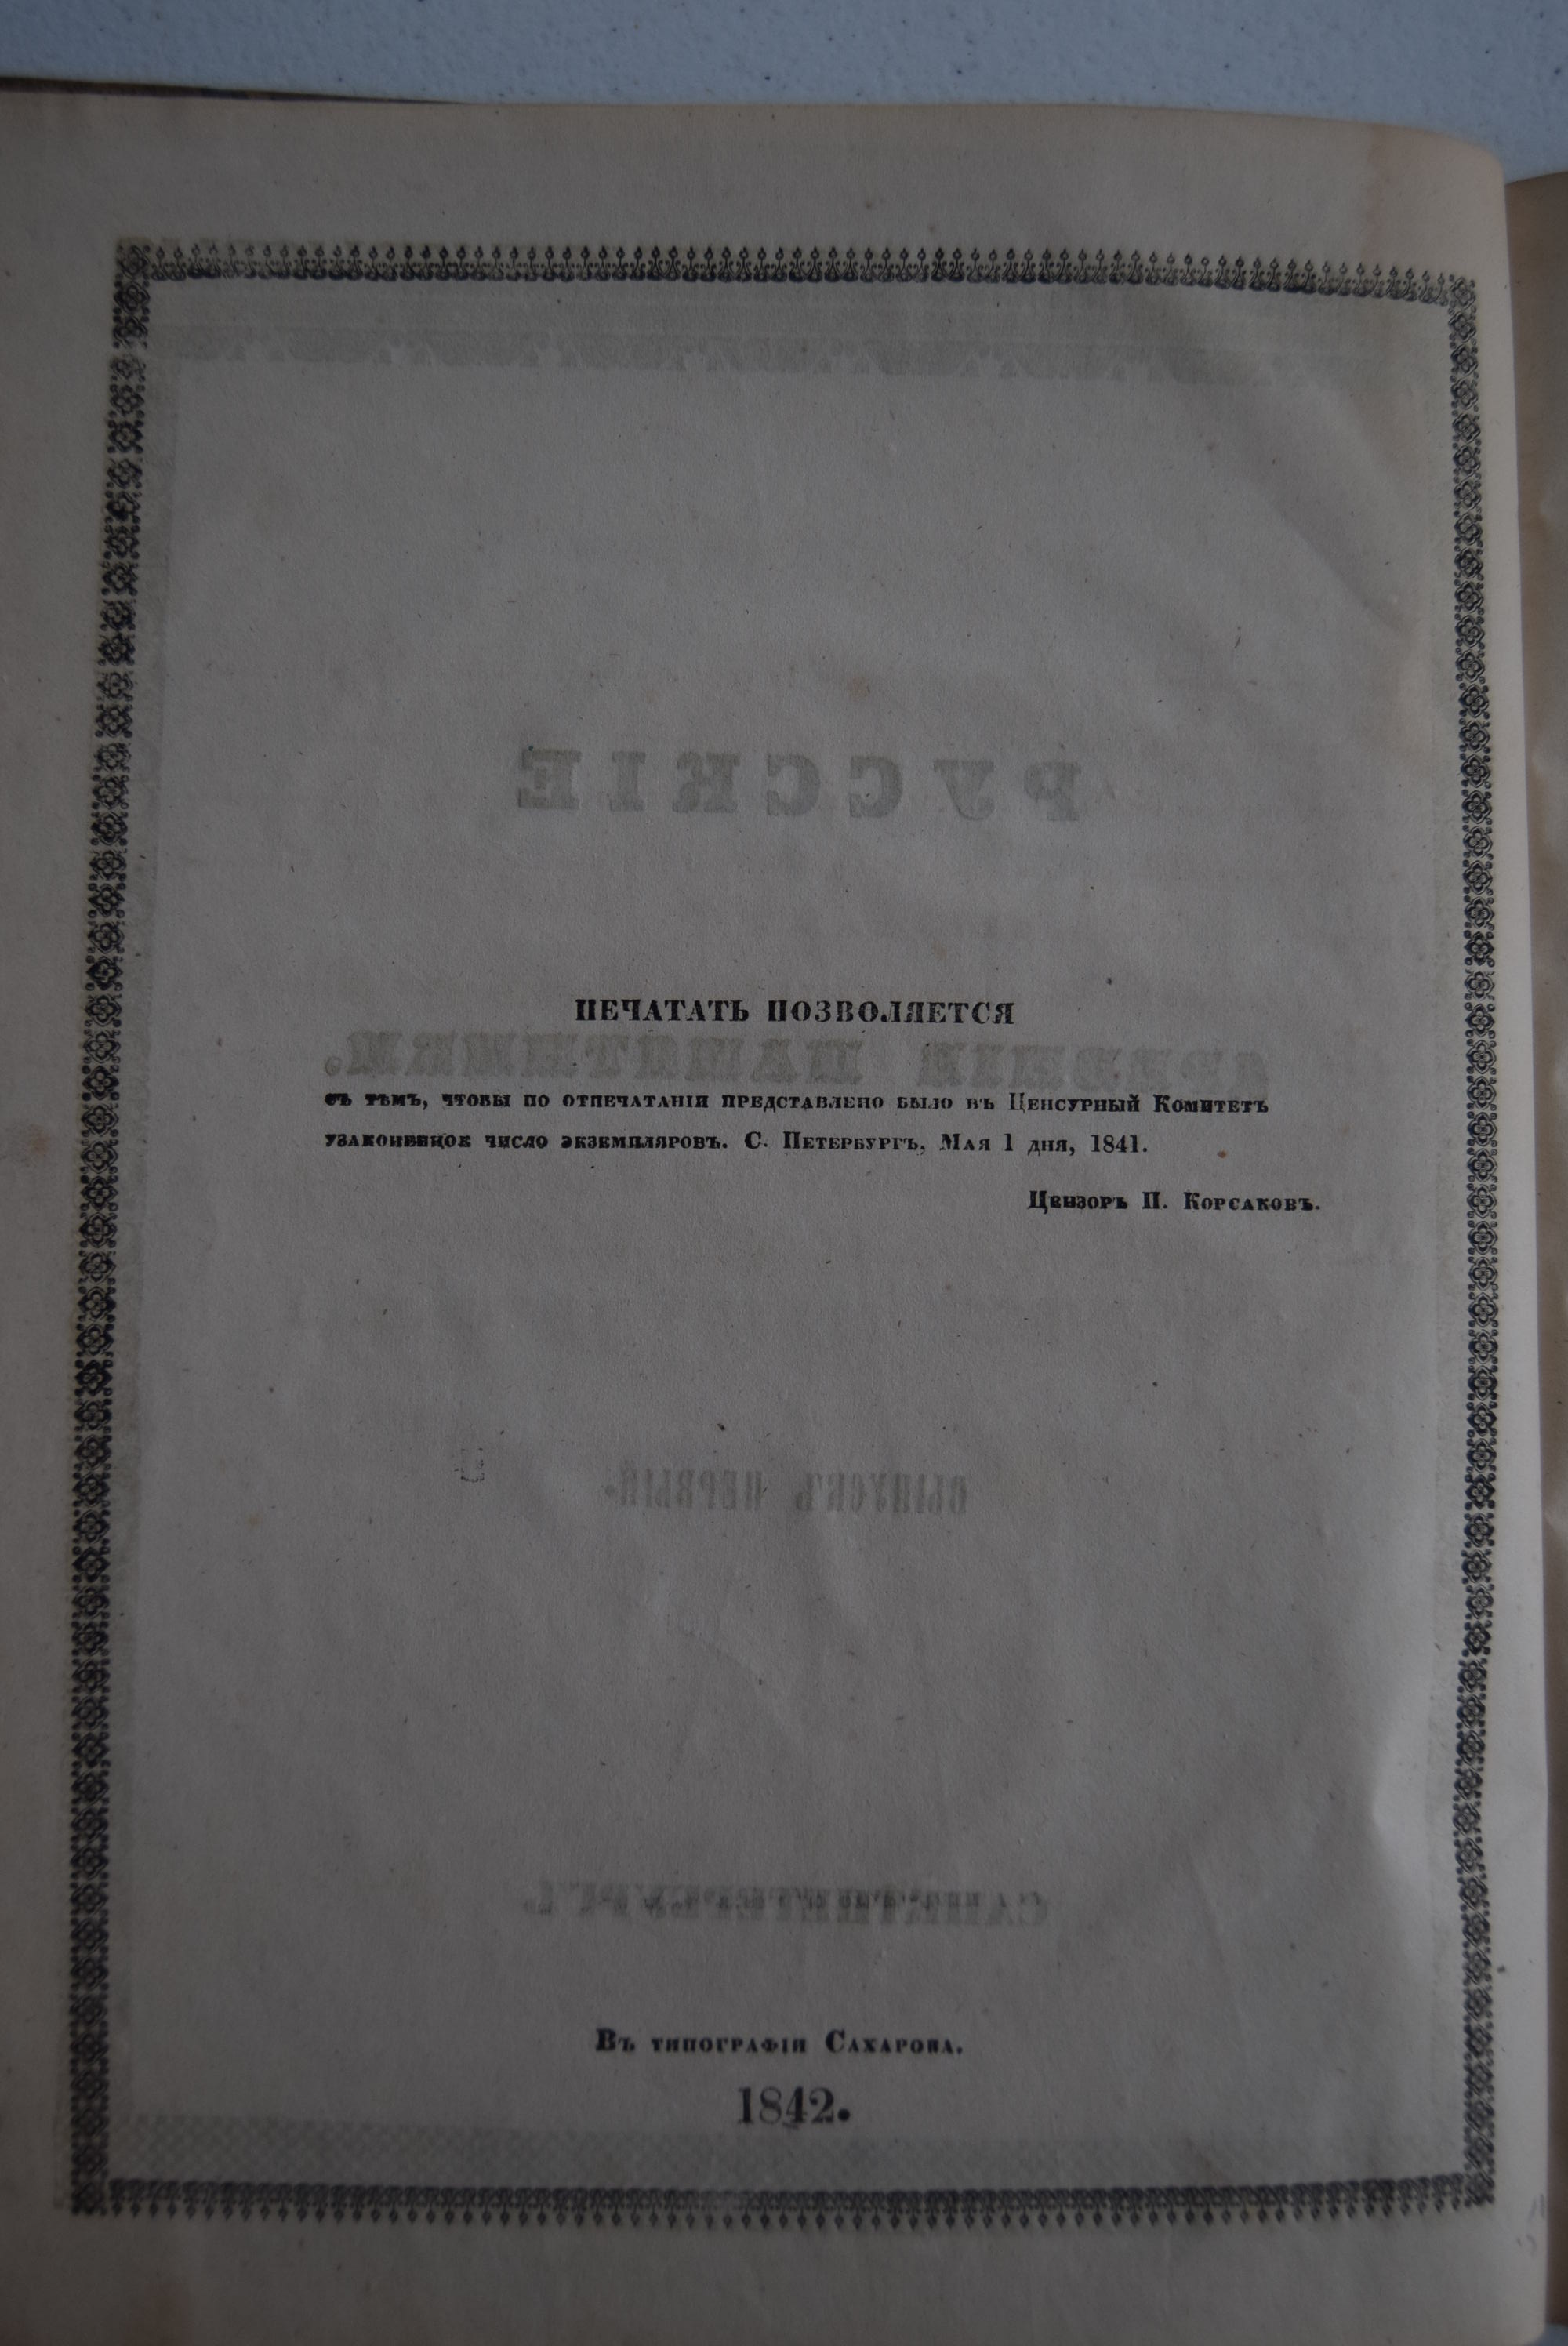 ПЕЧАТАТЬ ПОЗВОЛЯЕТСЯ
съ тѣмъ, чтобы по отпечатаніи представлено было въ Ценсурный Комитетъ
узаконенное число экземпляровъ. С. Петербургъ, Мая 1 дня, 1841.
Цензоръ П. Корсаковъ.
Въ типографіи Сахарова.
1842.